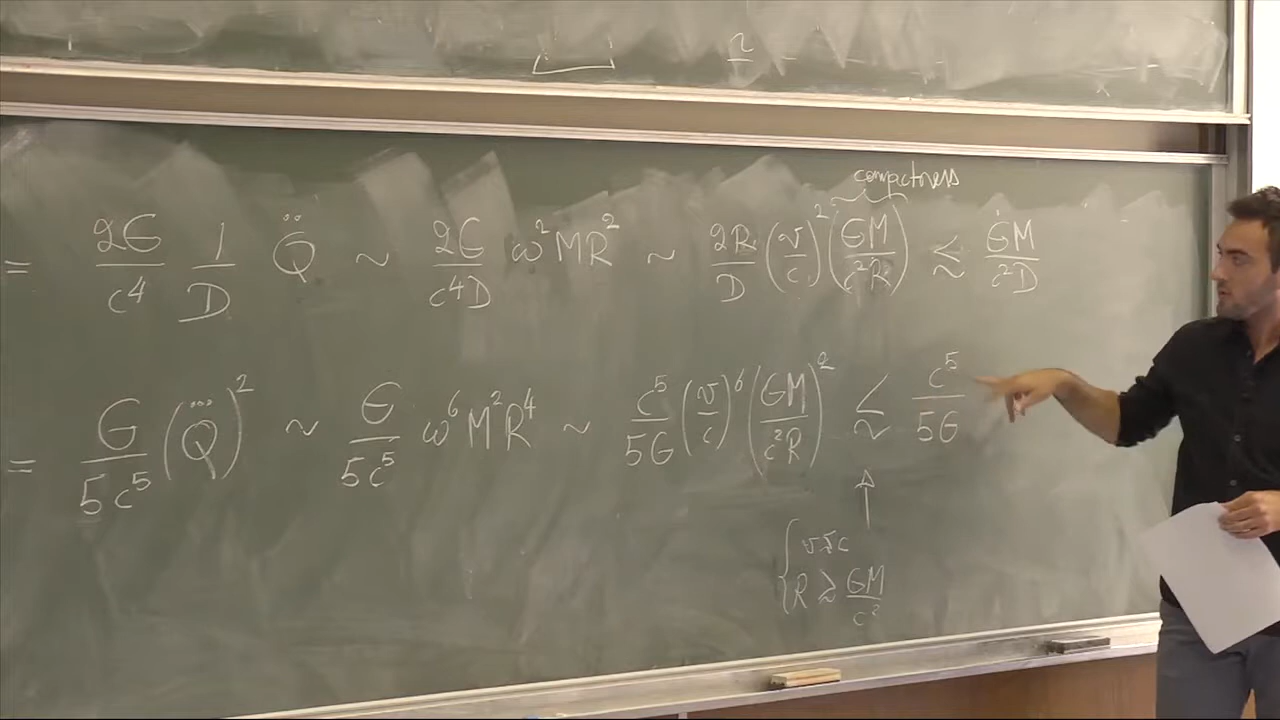 compactness
= 2G/c⁴ 1/D Q̈ ~ 2G/c⁴D ω²MR² ~ 2R/D (v/c)² (GM/c²R) ≲ GM/c²D
= G/5c⁵ (Q⃛)² ~ G/5c⁵ ω⁶M²R⁴ ~ c⁵/5G (v/c)⁶ (GM/c²R)² ≲ c⁵/5G
↑
{ v ≲ c
R ≳ GM/c²